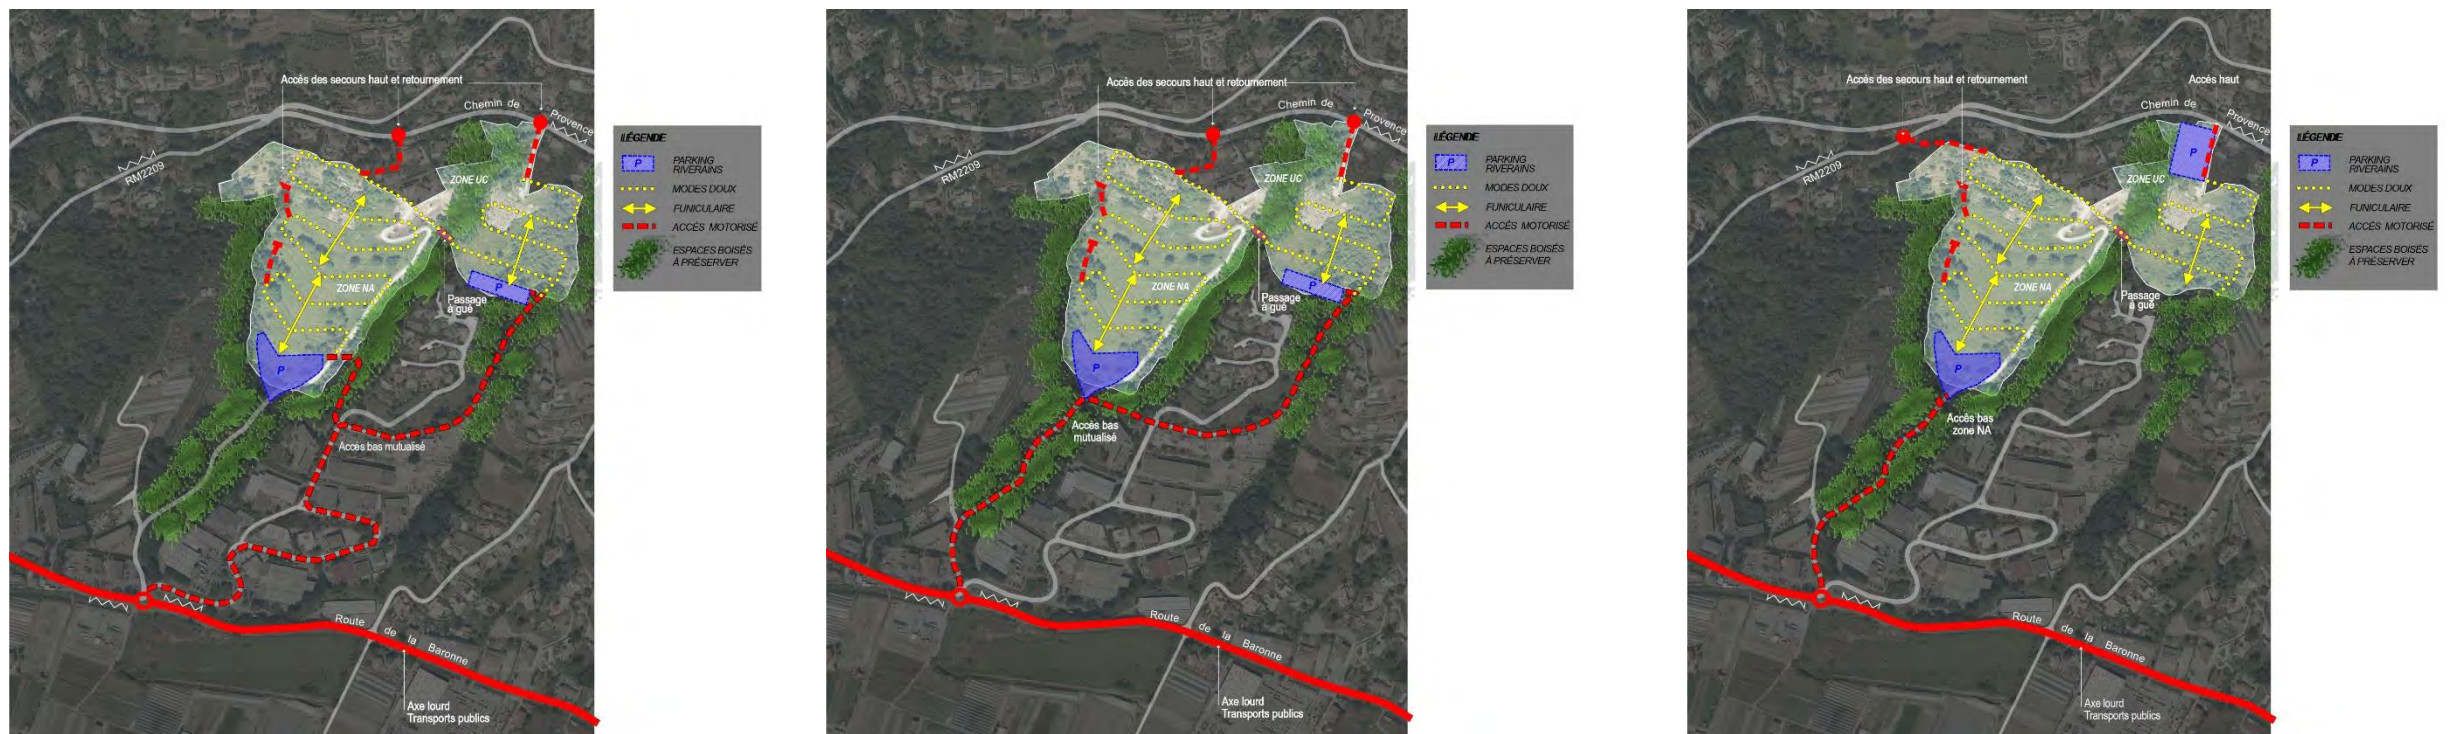 Accès des secours haut et retournement
Chemin de
Provence
RM2209
ZONE UC
ZONE NA
Passage
à gué
P
P
Accès bas mutualisé
Route de la Baronne
Axe lourd
Transports publics
LÉGENDE
P
PARKING
RIVERAINS
MODES DOUX
FUNICULAIRE
ACCÈS MOTORISÉ
ESPACES BOISÉS
À PRÉSERVER
Accès des secours haut et retournement
Chemin de
Provence
RM2209
ZONE UC
ZONE NA
Passage
à gué
P
P
Accès bas
mutualisé
Route de la Baronne
Axe lourd
Transports publics
LÉGENDE
P
PARKING
RIVERAINS
MODES DOUX
FUNICULAIRE
ACCÈS MOTORISÉ
ESPACES BOISÉS
À PRÉSERVER
Accès des secours haut et retournement
Accès haut
Chemin de
Provence
RM2209
P
ZONE UC
ZONE NA
Passage
à gué
P
Accès bas
zone NA
Route de la Baronne
Axe lourd
Transports publics
LÉGENDE
P
PARKING
RIVERAINS
MODES DOUX
FUNICULAIRE
ACCÈS MOTORISÉ
ESPACES BOISÉS
À PRÉSERVER